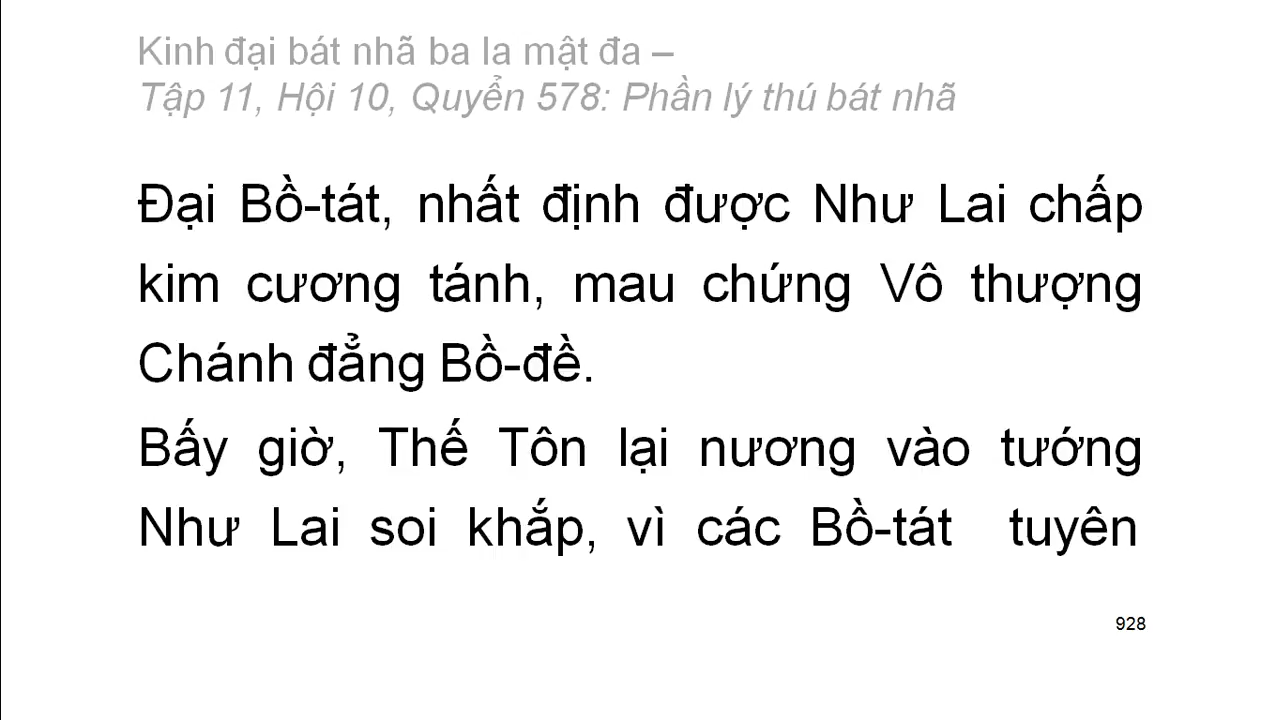 Kinh đại bát nhã ba la mật đa –
Tập 11, Hội 10, Quyển 578: Phần lý thú bát nhã
Đại Bồ-tát, nhất định được Như Lai chấp
kim cương tánh, mau chứng Vô thượng
Chánh đẳng Bồ-đề.
Bấy giờ, Thế Tôn lại nương vào tướng
Như Lai soi khắp, vì các Bồ-tát tuyên
928